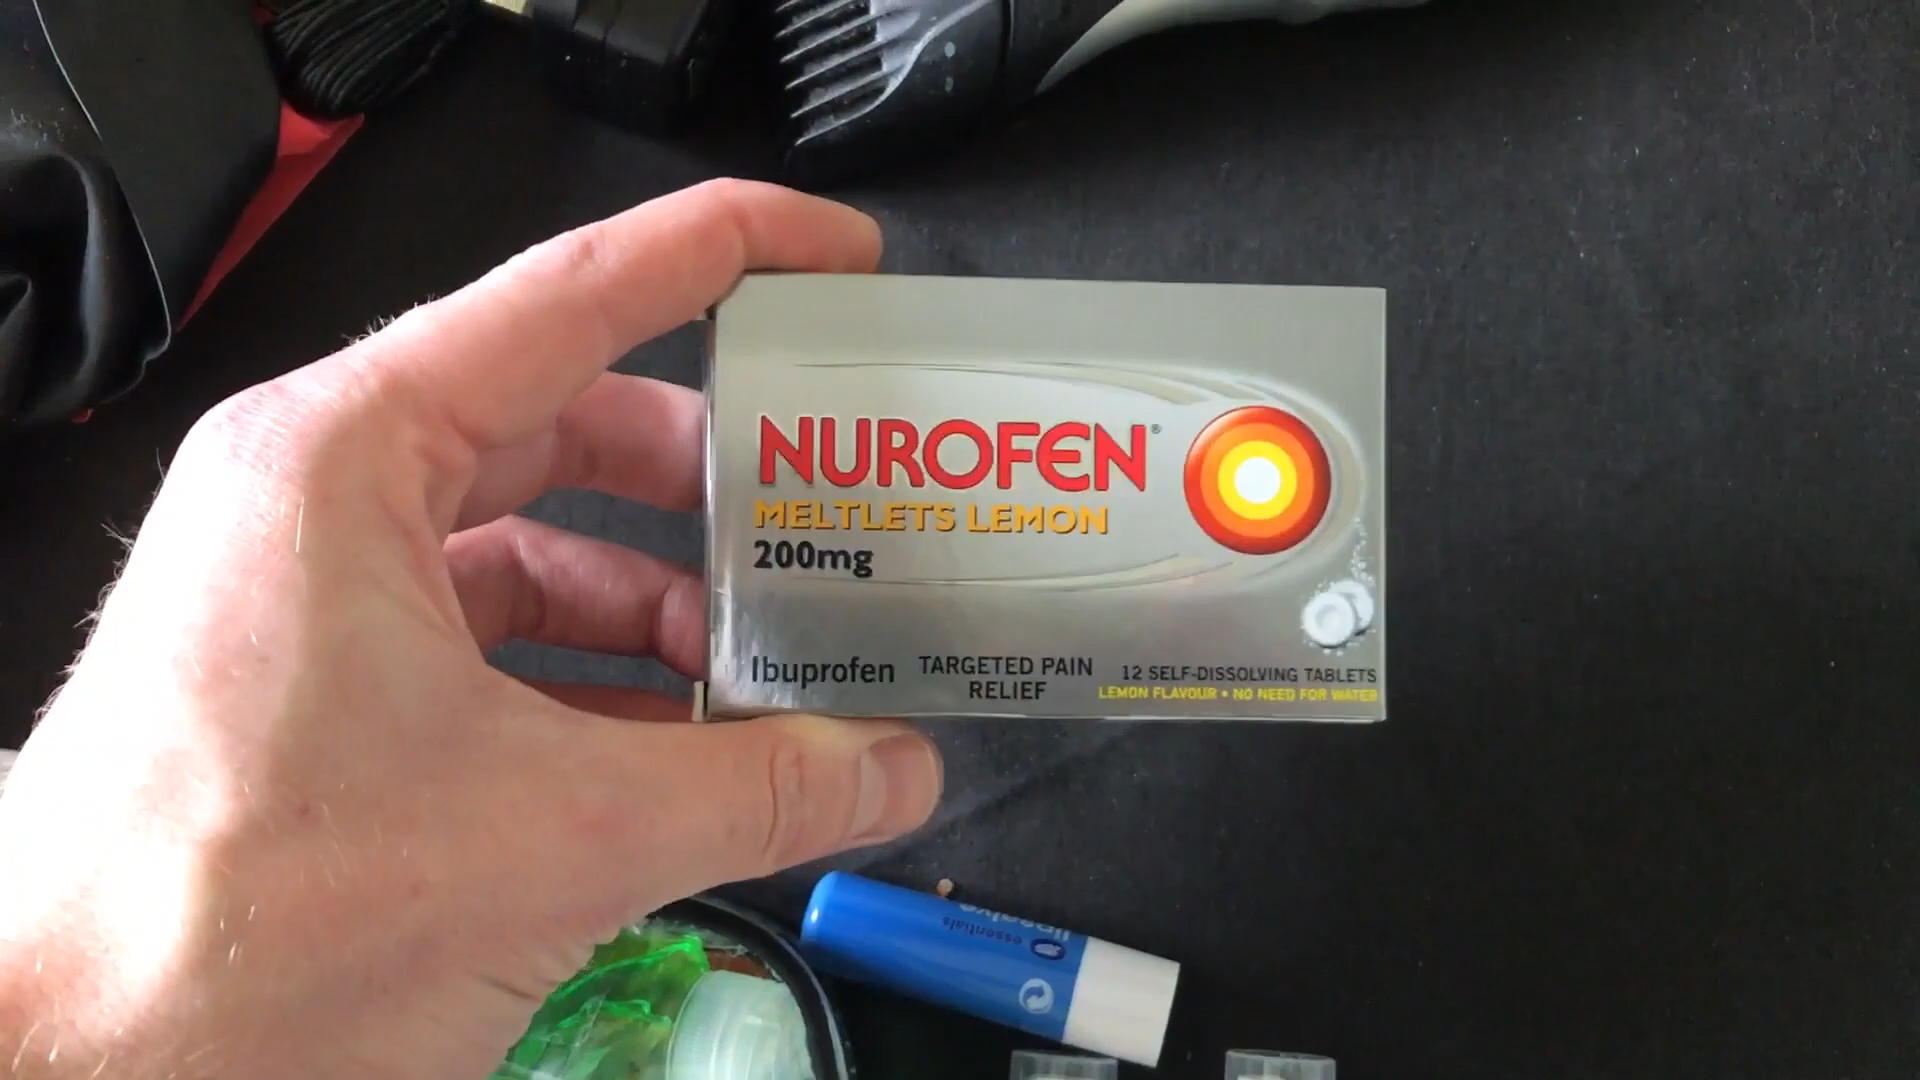 NUROFEN®
MELTLETS LEMON
200mg
Ibuprofen
TARGETED PAIN
RELIEF
12 SELF-DISSOLVING TABLETS
LEMON FLAVOUR • NO NEED FOR WATER
essentials
lipsalve